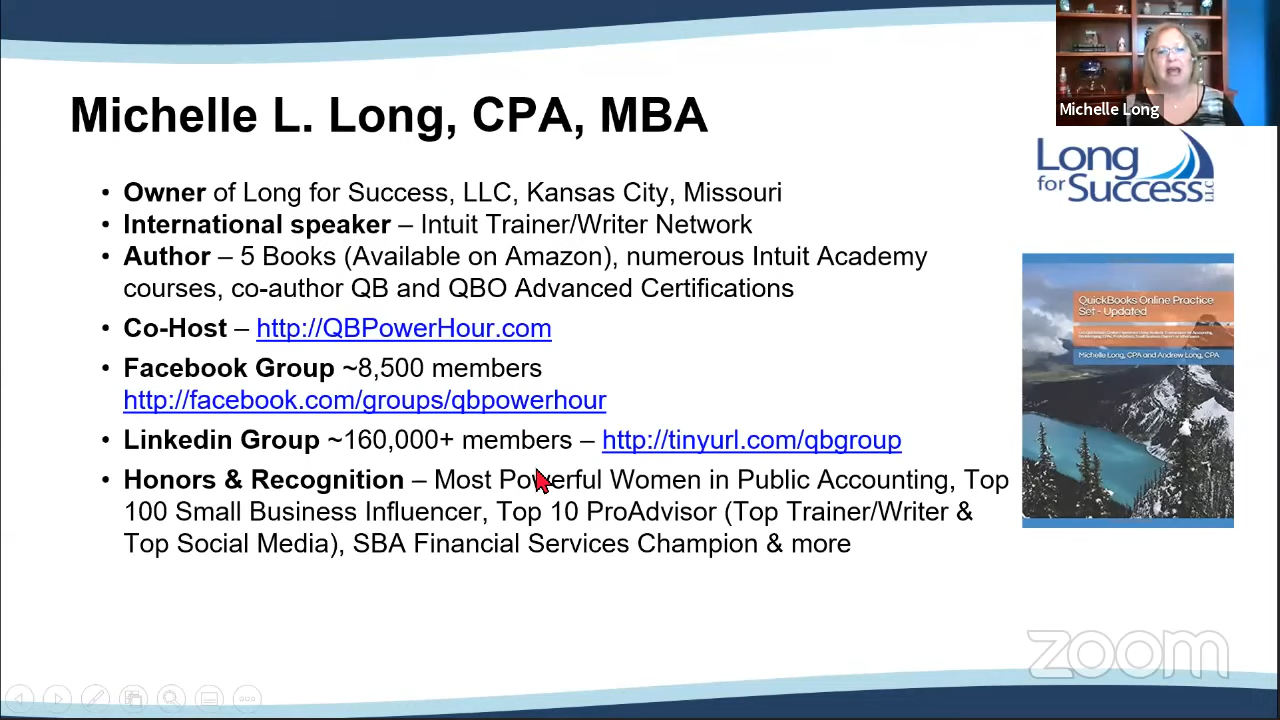 Michelle L. Long, CPA, MBA
• Owner of Long for Success, LLC, Kansas City, Missouri
• International speaker – Intuit Trainer/Writer Network
• Author – 5 Books (Available on Amazon), numerous Intuit Academy
courses, co-author QB and QBO Advanced Certifications
• Co-Host – http://QBPowerHour.com
• Facebook Group ~8,500 members
http://facebook.com/groups/qbpowerhour
• Linkedin Group ~160,000+ members – http://tinyurl.com/qbgroup
• Honors & Recognition – Most Powerful Women in Public Accounting, Top
100 Small Business Influencer, Top 10 ProAdvisor (Top Trainer/Writer &
Top Social Media), SBA Financial Services Champion & more
Michelle Long
Long
for Success LLC
QuickBooks Online Practice
Set - Updated
Michelle Long, CPA and Andrew Long, CPA
zoom